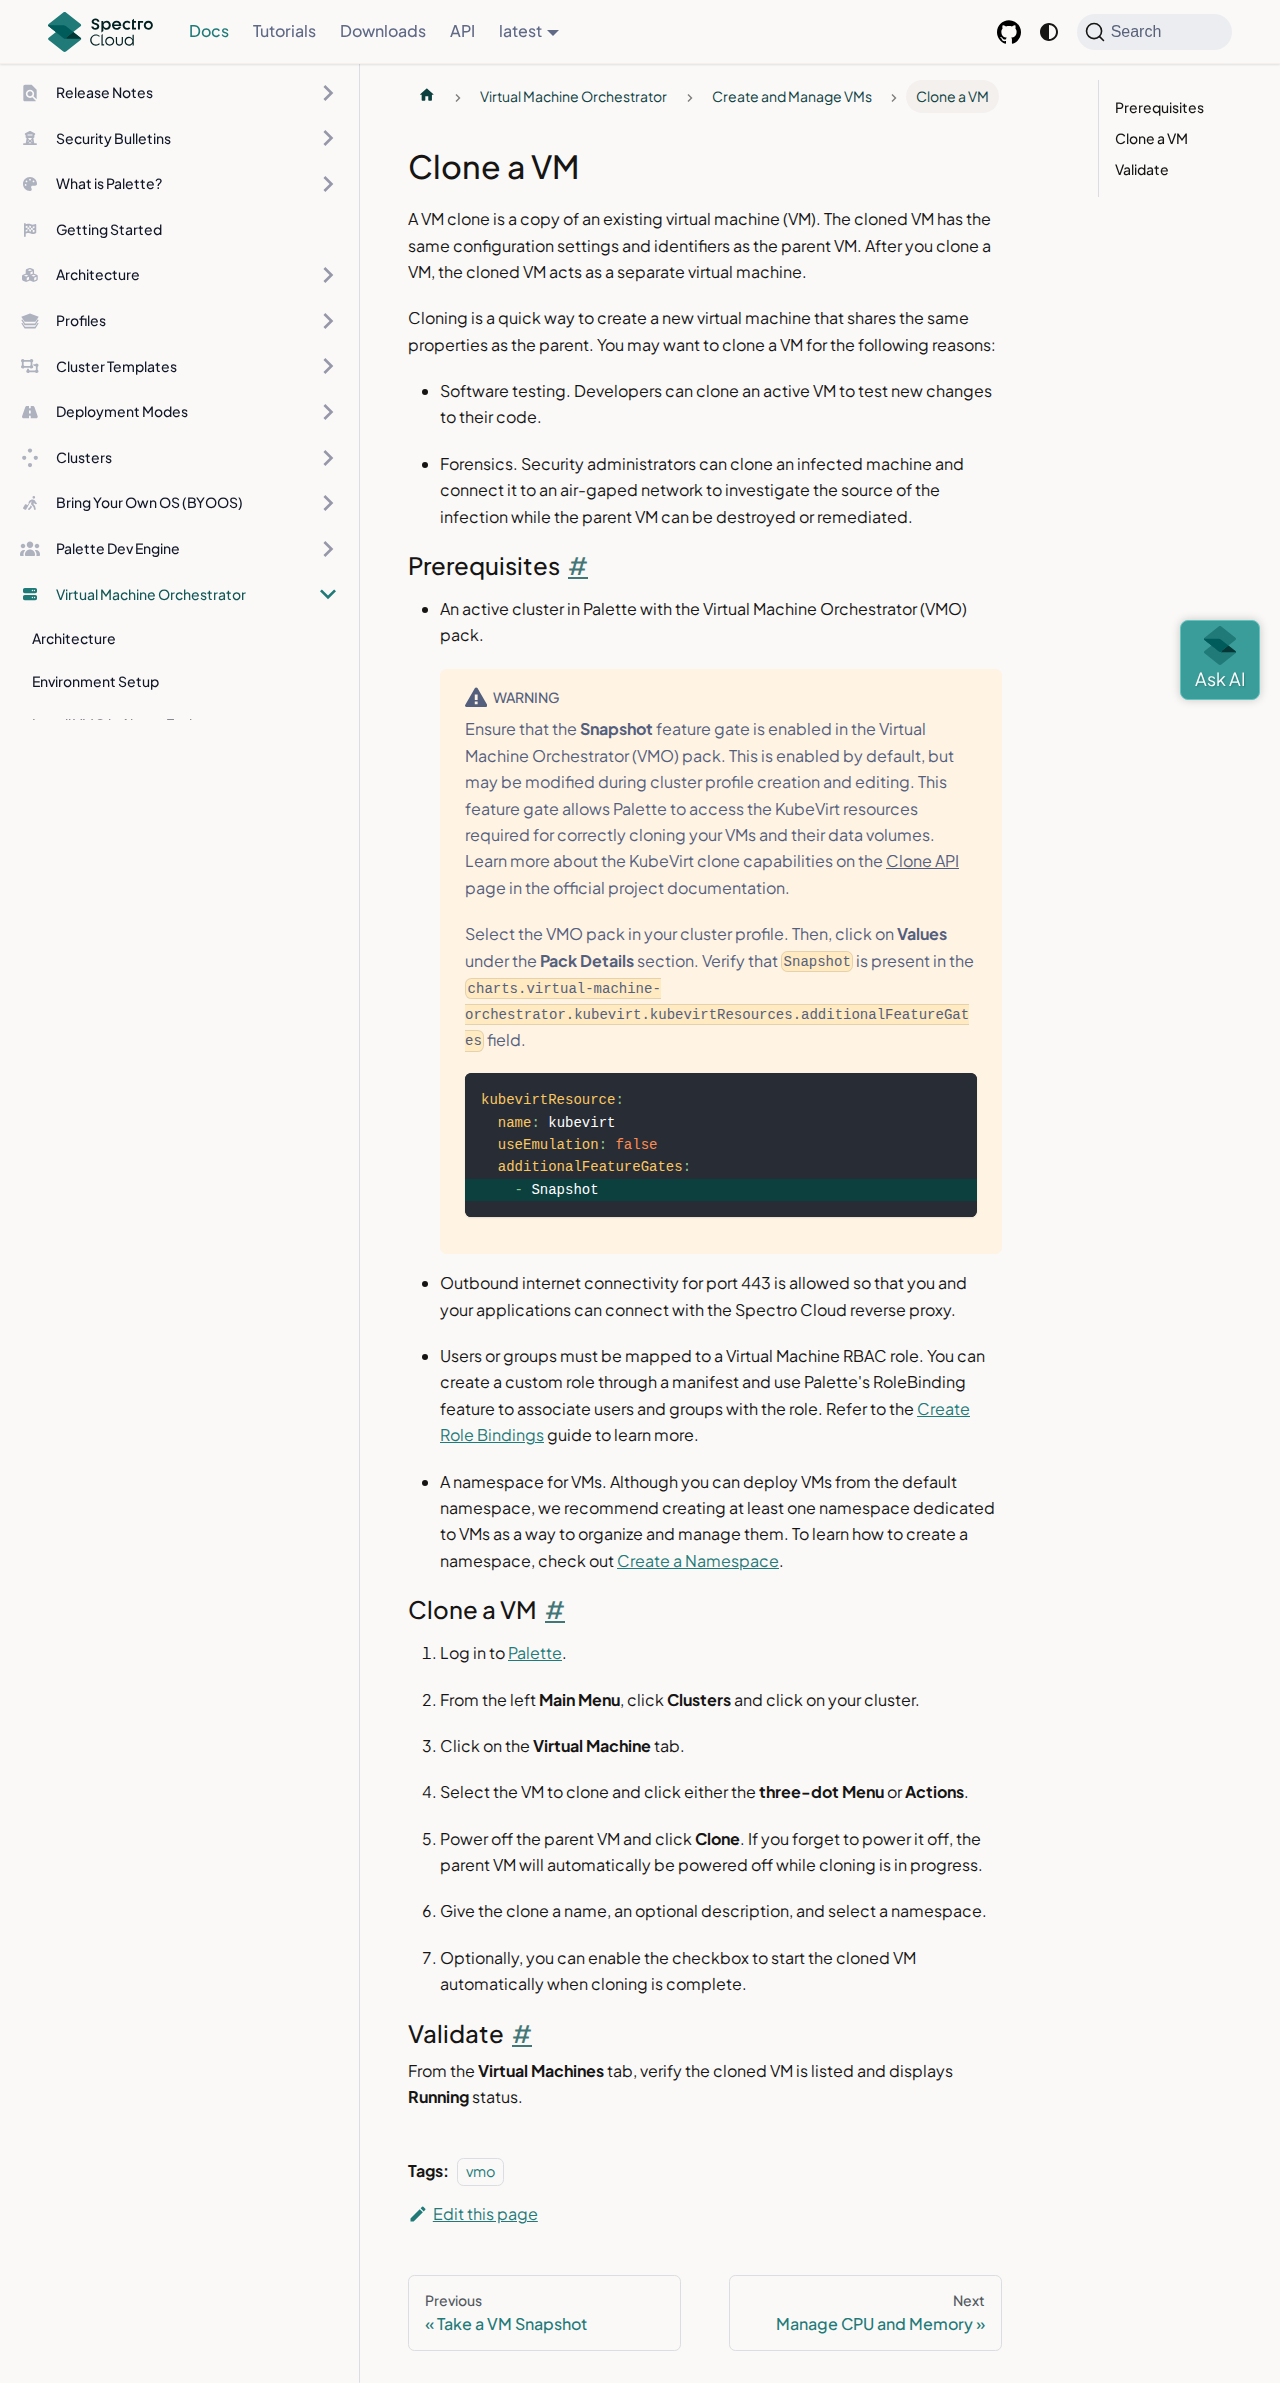 Spectro Cloud
Docs
Tutorials
Downloads
API
latest
Search
Release Notes
Security Bulletins
What is Palette?
Getting Started
Architecture
Profiles
Cluster Templates
Deployment Modes
Clusters
Bring Your Own OS (BYOOS)
Palette Dev Engine
Virtual Machine Orchestrator
Architecture
Environment Setup
Virtual Machine Orchestrator
Create and Manage VMs
Clone a VM
Prerequisites
Clone a VM
Validate
Clone a VM
A VM clone is a copy of an existing virtual machine (VM). The cloned VM has the
same configuration settings and identifiers as the parent VM. After you clone a
VM, the cloned VM acts as a separate virtual machine.
Cloning is a quick way to create a new virtual machine that shares the same
properties as the parent. You may want to clone a VM for the following reasons:
• Software testing. Developers can clone an active VM to test new changes
to their code.
• Forensics. Security administrators can clone an infected machine and
connect it to an air-gaped network to investigate the source of the
infection while the parent VM can be destroyed or remediated.
Prerequisites #
• An active cluster in Palette with the Virtual Machine Orchestrator (VMO)
pack.
WARNING
Ensure that the Snapshot feature gate is enabled in the Virtual
Machine Orchestrator (VMO) pack. This is enabled by default, but
may be modified during cluster profile creation and editing. This
feature gate allows Palette to access the KubeVirt resources
required for correctly cloning your VMs and their data volumes.
Learn more about the KubeVirt clone capabilities on the Clone API
page in the official project documentation.
Select the VMO pack in your cluster profile. Then, click on Values
under the Pack Details section. Verify that Snapshot is present in the
charts.virtual-machine-
orchestrator.kubevirt.kubevirtResources.additionalFeatureGat
es field.
kubevirtResource:
name: kubevirt
useEmulation: false
additionalFeatureGates:
- Snapshot
• Outbound internet connectivity for port 443 is allowed so that you and
your applications can connect with the Spectro Cloud reverse proxy.
• Users or groups must be mapped to a Virtual Machine RBAC role. You can
create a custom role through a manifest and use Palette's RoleBinding
feature to associate users and groups with the role. Refer to the Create
Role Bindings guide to learn more.
• A namespace for VMs. Although you can deploy VMs from the default
namespace, we recommend creating at least one namespace dedicated
to VMs as a way to organize and manage them. To learn how to create a
namespace, check out Create a Namespace.
Clone a VM #
1. Log in to Palette.
2. From the left Main Menu, click Clusters and click on your cluster.
3. Click on the Virtual Machine tab.
4. Select the VM to clone and click either the three-dot Menu or Actions.
5. Power off the parent VM and click Clone. If you forget to power it off, the
parent VM will automatically be powered off while cloning is in progress.
6. Give the clone a name, an optional description, and select a namespace.
7. Optionally, you can enable the checkbox to start the cloned VM
automatically when cloning is complete.
Validate #
From the Virtual Machines tab, verify the cloned VM is listed and displays
Running status.
Tags: vmo
Edit this page
Previous
« Take a VM Snapshot
Next
Manage CPU and Memory »
Ask AI